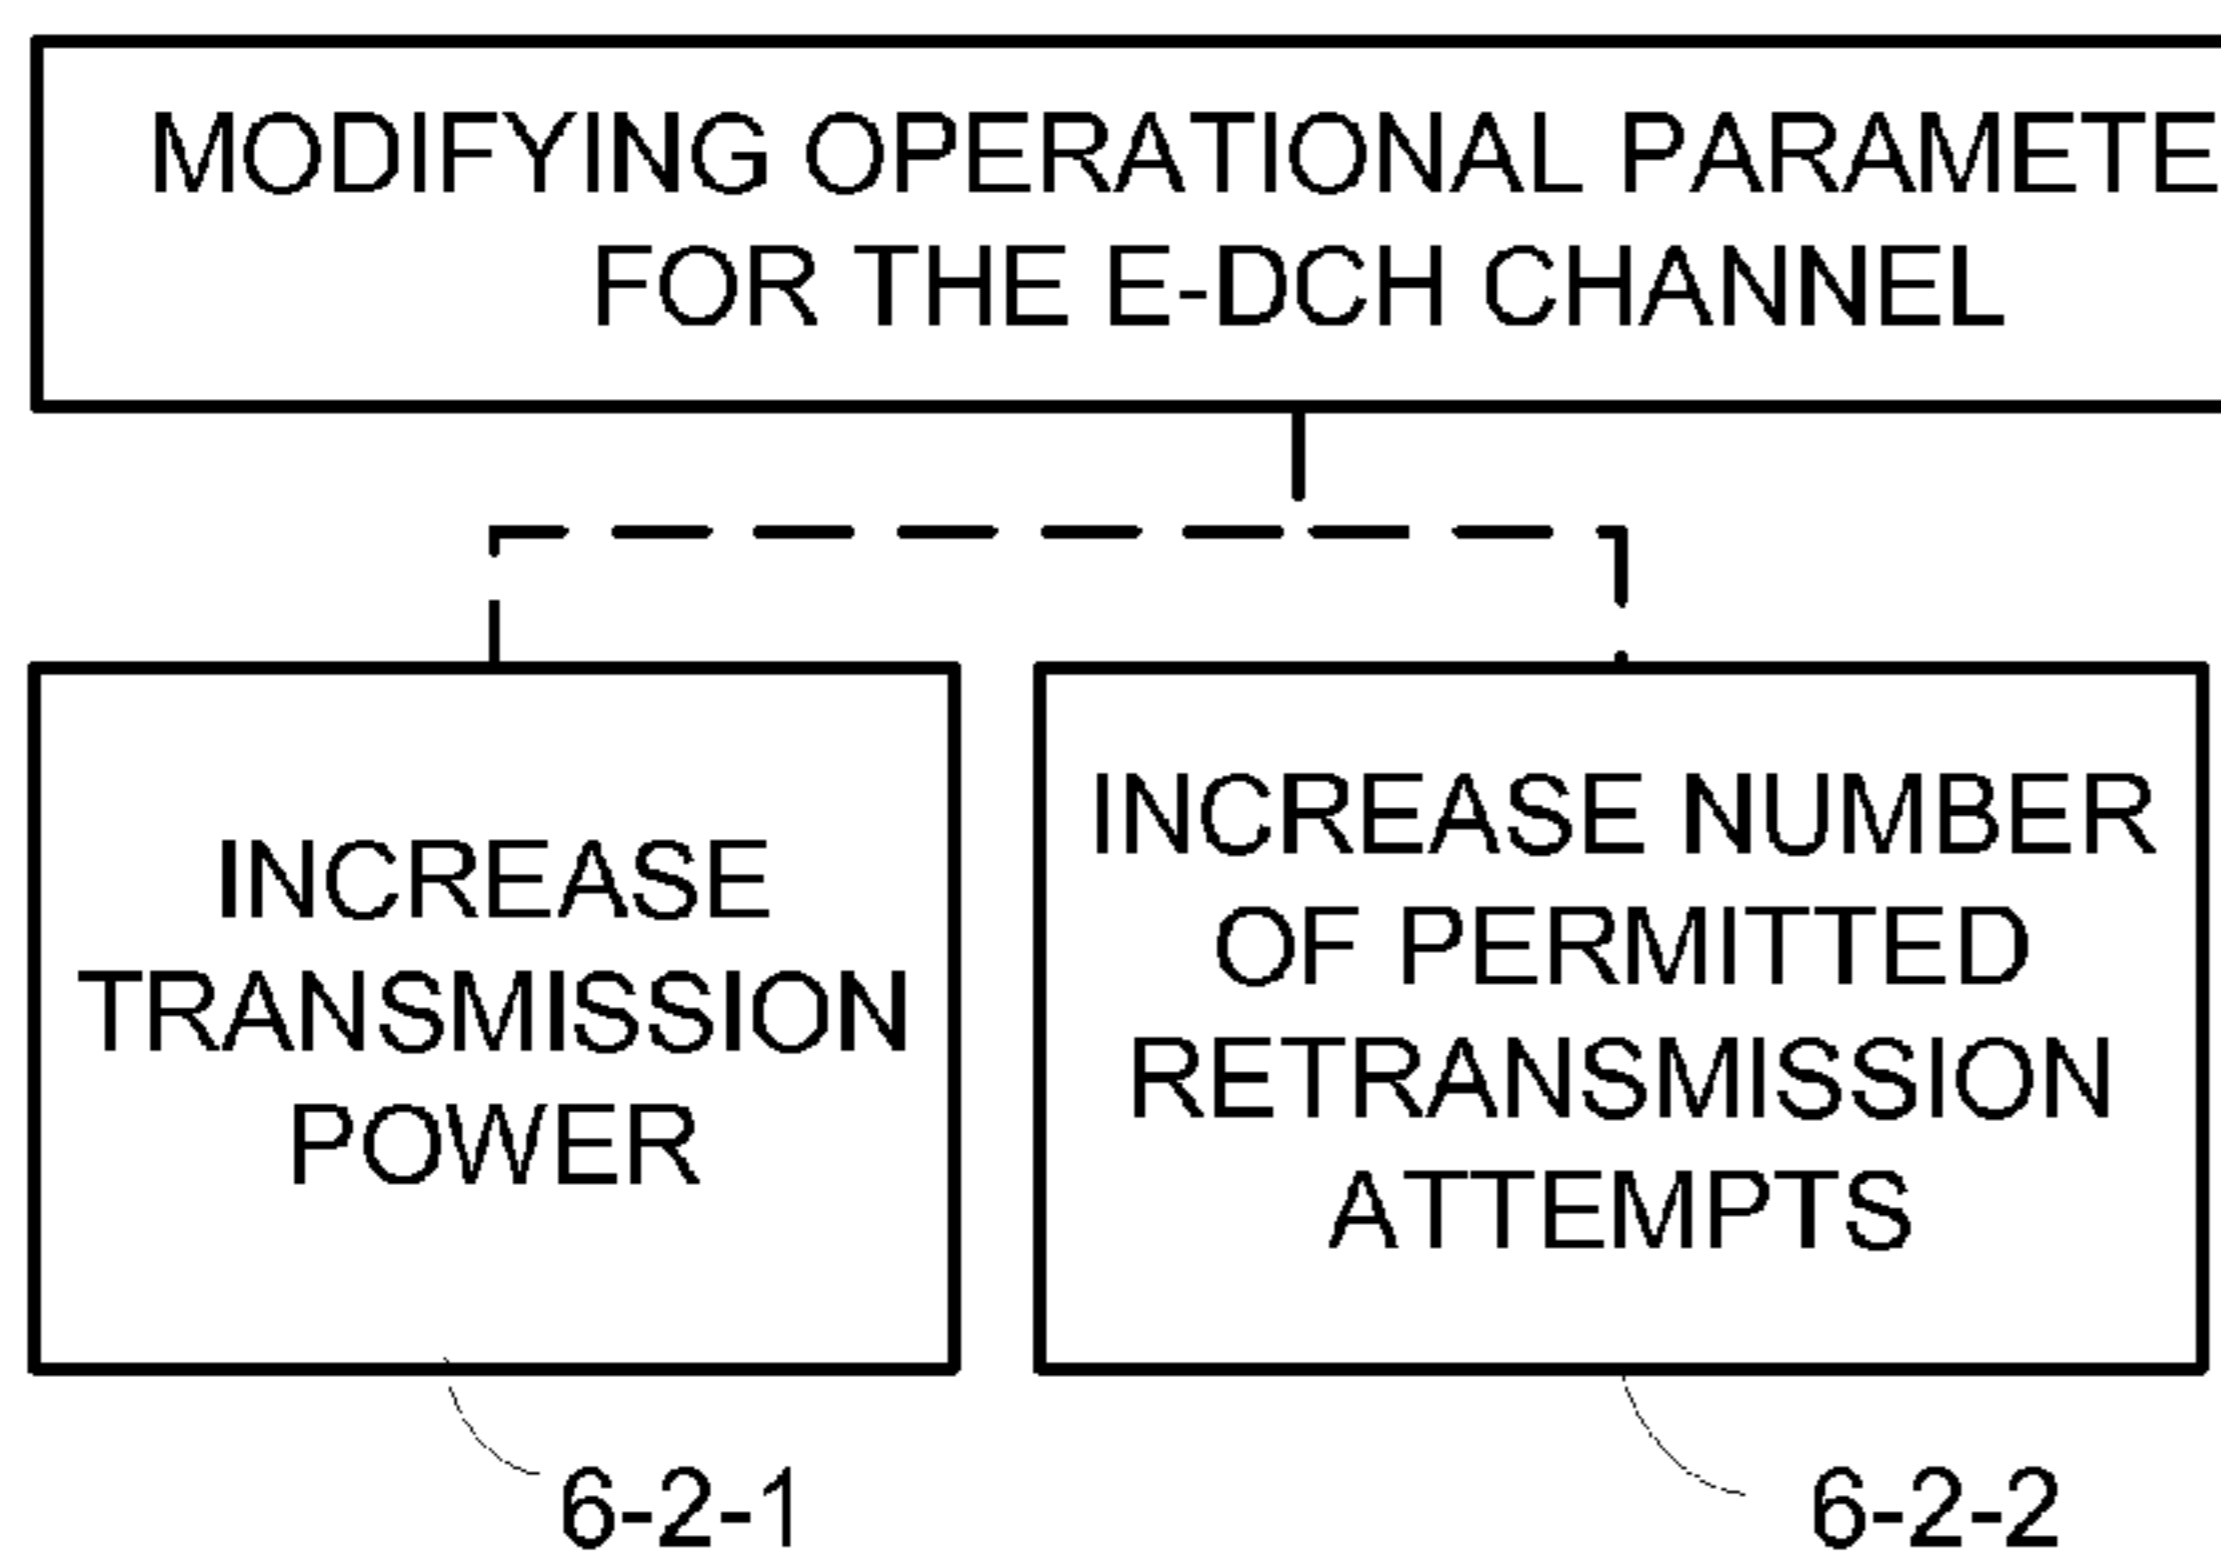 MODIFYING OPERATIONAL PARAMETE
FOR THE E-DCH CHANNEL
INCREASE
TRANSMISSION
POWER
INCREASE NUMBER
OF PERMITTED
RETRANSMISSION
ATTEMPTS
6-2-1
6-2-2